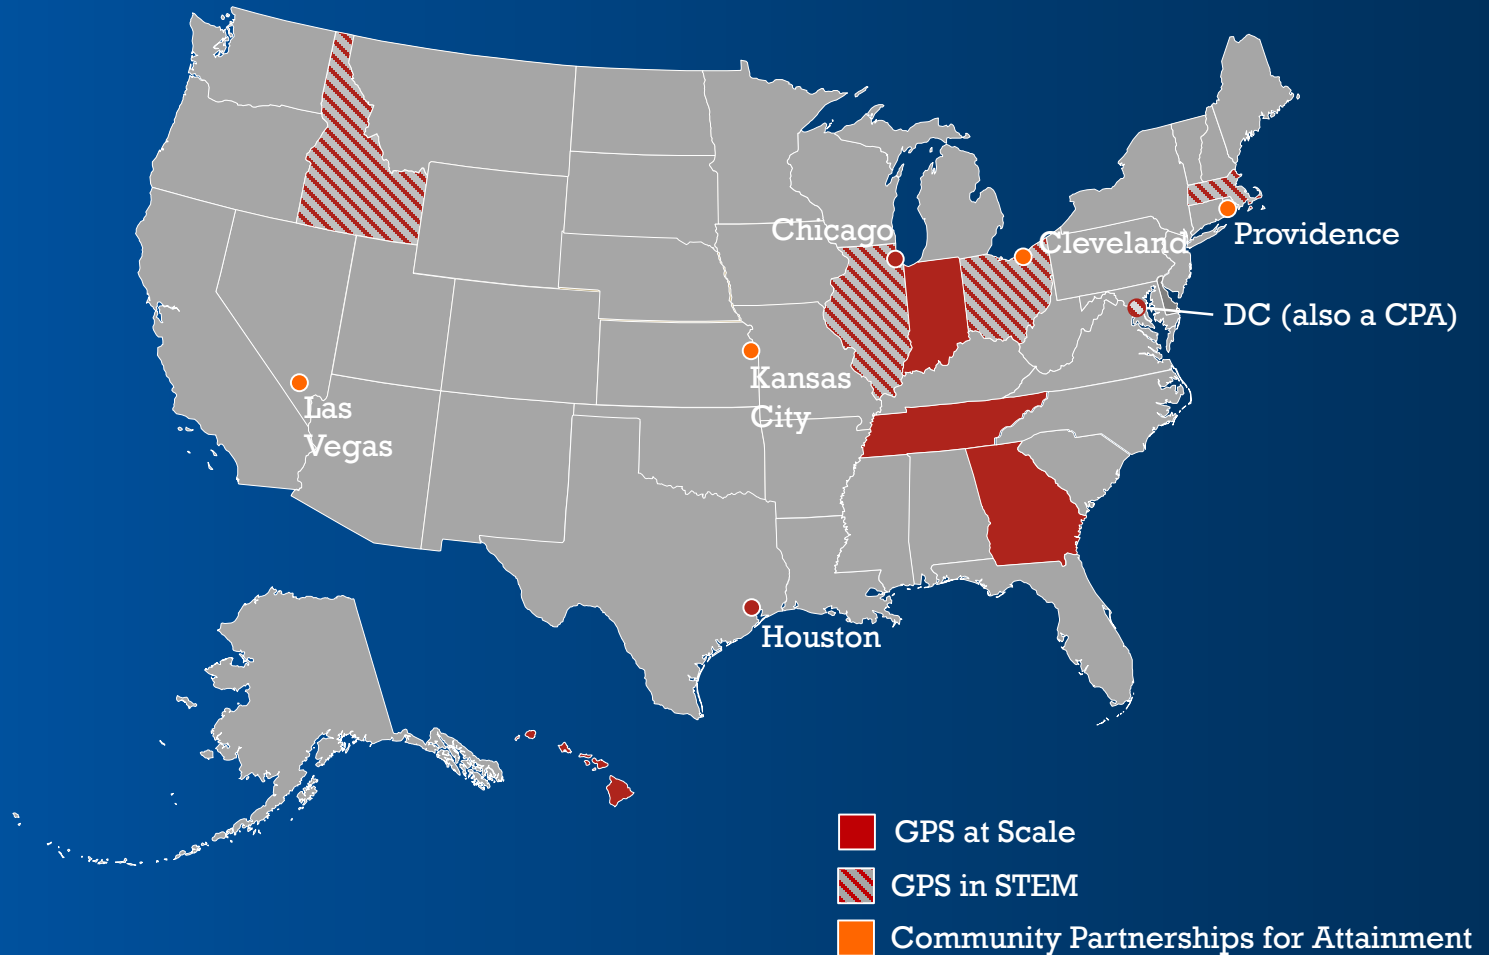 Chicago
Cleveland
Providence
DC (also a CPA)
Kansas
City
Las
Vegas
Houston
GPS at Scale
GPS in STEM
Community Partnerships for Attainment